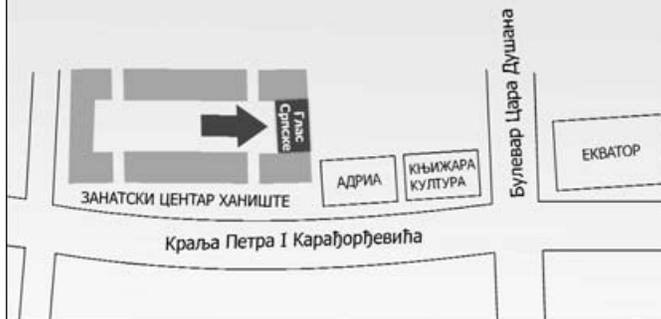 Глас
Српске
ЗАНАТСКИ ЦЕНТАР ХАНИШТЕ
АДРИА
КЊИЖАРА
КУЛТУРА
Булевар Цара Душана
ЕКВАТОР
Краља Петра I Карађорђевића